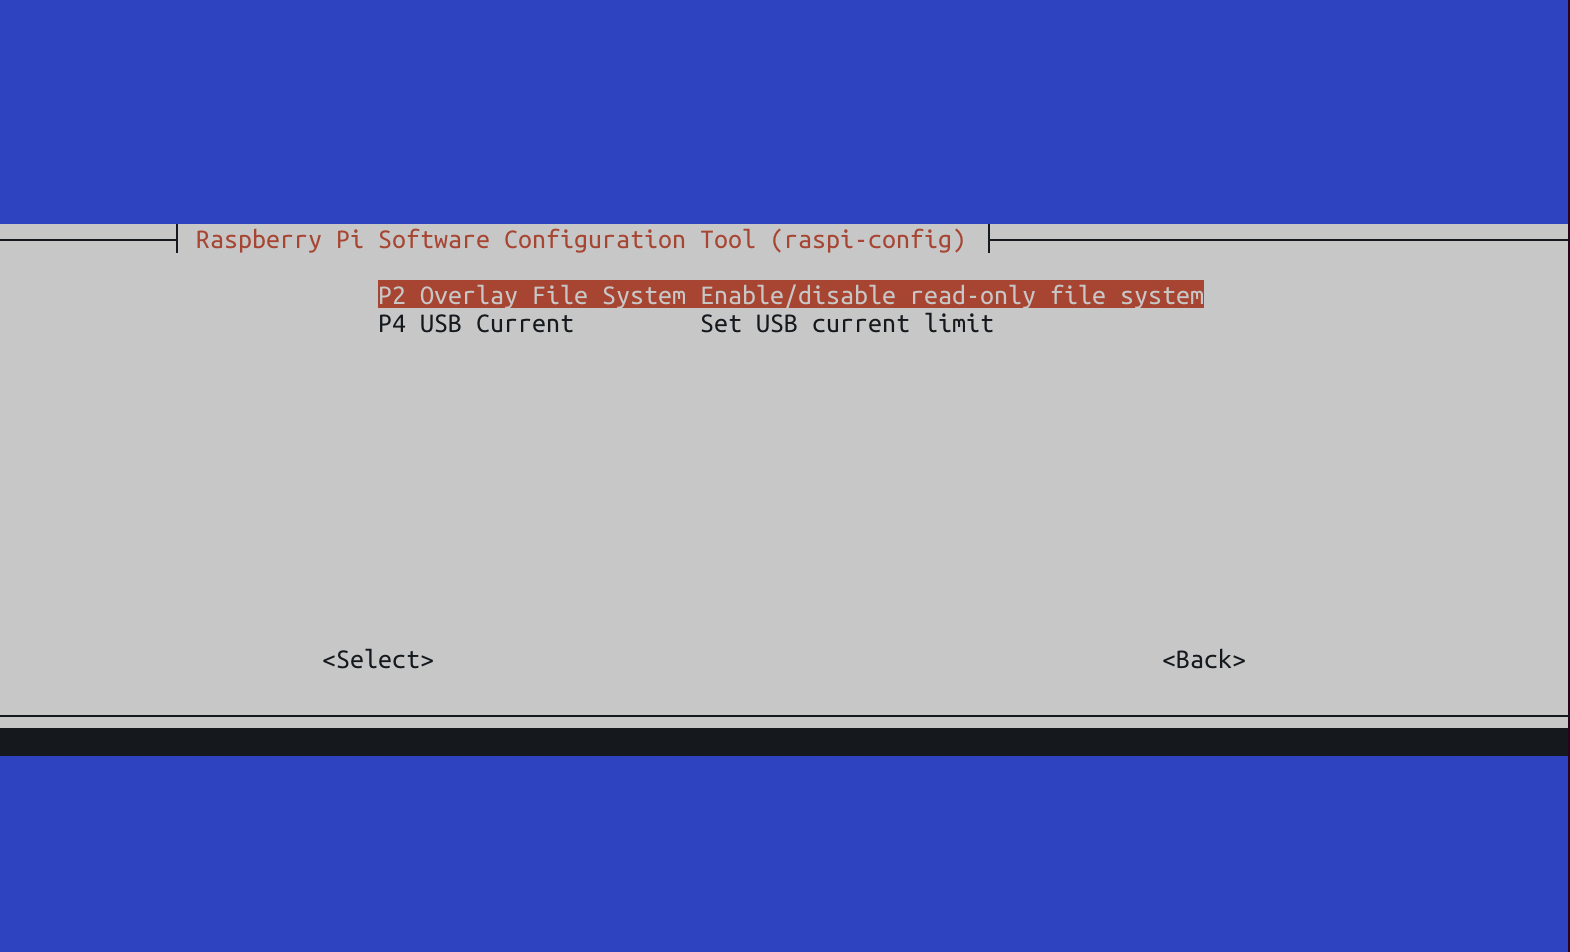 Raspberry Pi Software Configuration Tool (raspi-config)
P2 Overlay File System Enable/disable read-only file system
P4 USB Current Set USB current limit
<Select> <Back>